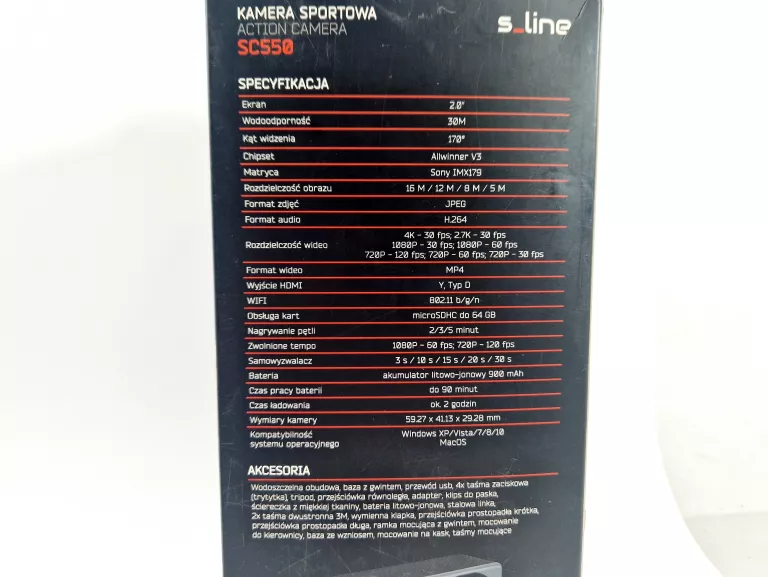 KAMERA SPORTOWA
ACTION CAMERA
SC550
s_line
SPECYFIKACJA
Ekran 2.0"
Wodoodporność 30M
Kąt widzenia 170°
Chipset Allwinner V3
Matryca Sony IMX179
Rozdzielczość obrazu 16 M / 12 M / 8 M / 5 M
Format zdjęć JPEG
Format audio H.264
Rozdzielczość wideo 4K - 30 fps; 2.7K - 30 fps
1080P - 30 fps; 1080P - 60 fps
720P - 120 fps; 720P - 60 fps; 720P - 30 fps
Format wideo MP4
Wyjście HDMI Y, Typ D
WIFI 802.11 b/g/n
Obsługa kart microSDHC do 64 GB
Nagrywanie pętli 2/3/5 minut
Zwolnione tempo 1080P - 60 fps; 720P - 120 fps
Samowyzwalacz 3 s / 10 s / 15 s / 20 s / 30 s
Bateria akumulator litowo-jonowy 900 mAh
Czas pracy baterii do 90 minut
Czas ładowania ok. 2 godzin
Wymiary kamery 59.27 x 41.13 x 29.28 mm
Kompatybilność Windows XP/Vista/7/8/10
systemu operacyjnego MacOS
AKCESORIA
Wodoszczelna obudowa, baza z gwintem, przewód usb, 4x taśma zaciskowa
(trytytka), tripod, przejściówka równoległa, adapter, klips do paska,
ściereczka z miękkiej tkaniny, bateria litowo-jonowa, stalowa linka,
2x taśma dwustronna 3M, wymienna klapka, przejściówka prostopadła krótka,
przejściówka prostopadła długa, ramka mocująca z gwintem, mocowanie
do kierownicy, baza ze wzniosem, mocowanie na kask, taśmy mocujące